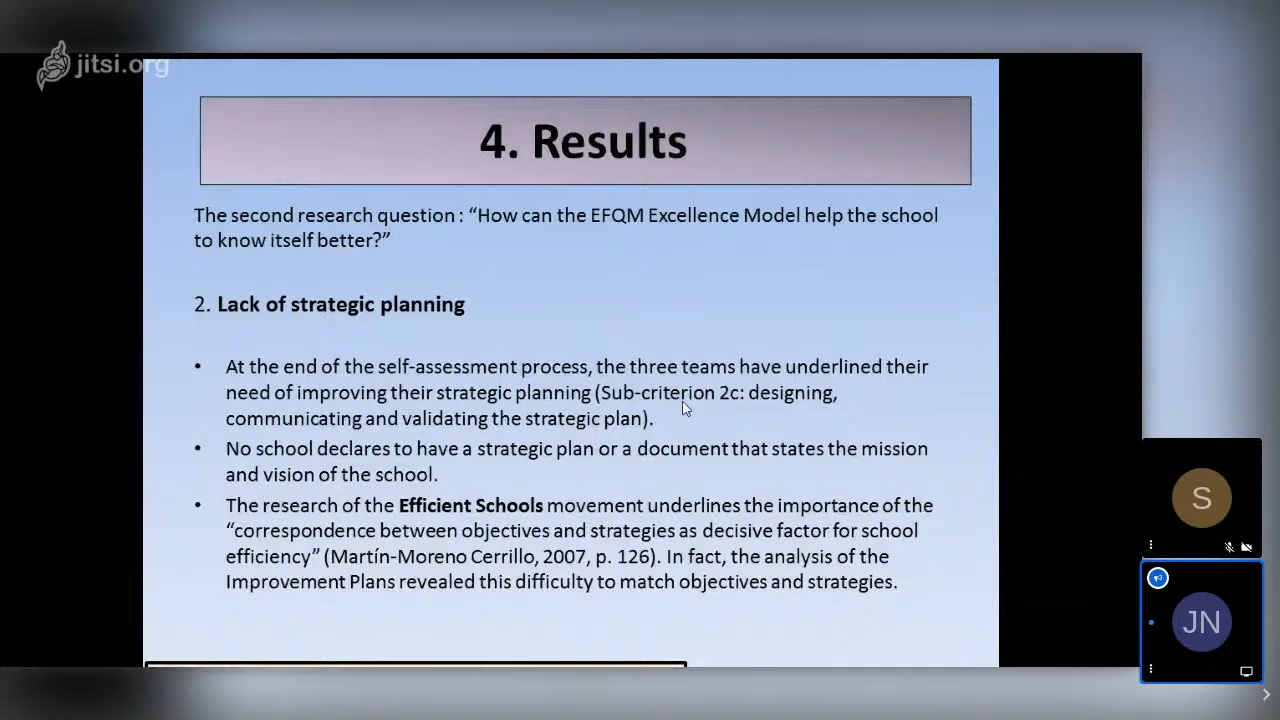 jitsi.org
4. Results
The second research question : “How can the EFQM Excellence Model help the school
to know itself better?”
2. Lack of strategic planning
• At the end of the self-assessment process, the three teams have underlined their
need of improving their strategic planning (Sub-criterion 2c: designing,
communicating and validating the strategic plan).
• No school declares to have a strategic plan or a document that states the mission
and vision of the school.
• The research of the Efficient Schools movement underlines the importance of the
“correspondence between objectives and strategies as decisive factor for school
efficiency” (Martín-Moreno Cerrillo, 2007, p. 126). In fact, the analysis of the
Improvement Plans revealed this difficulty to match objectives and strategies.
S
JN